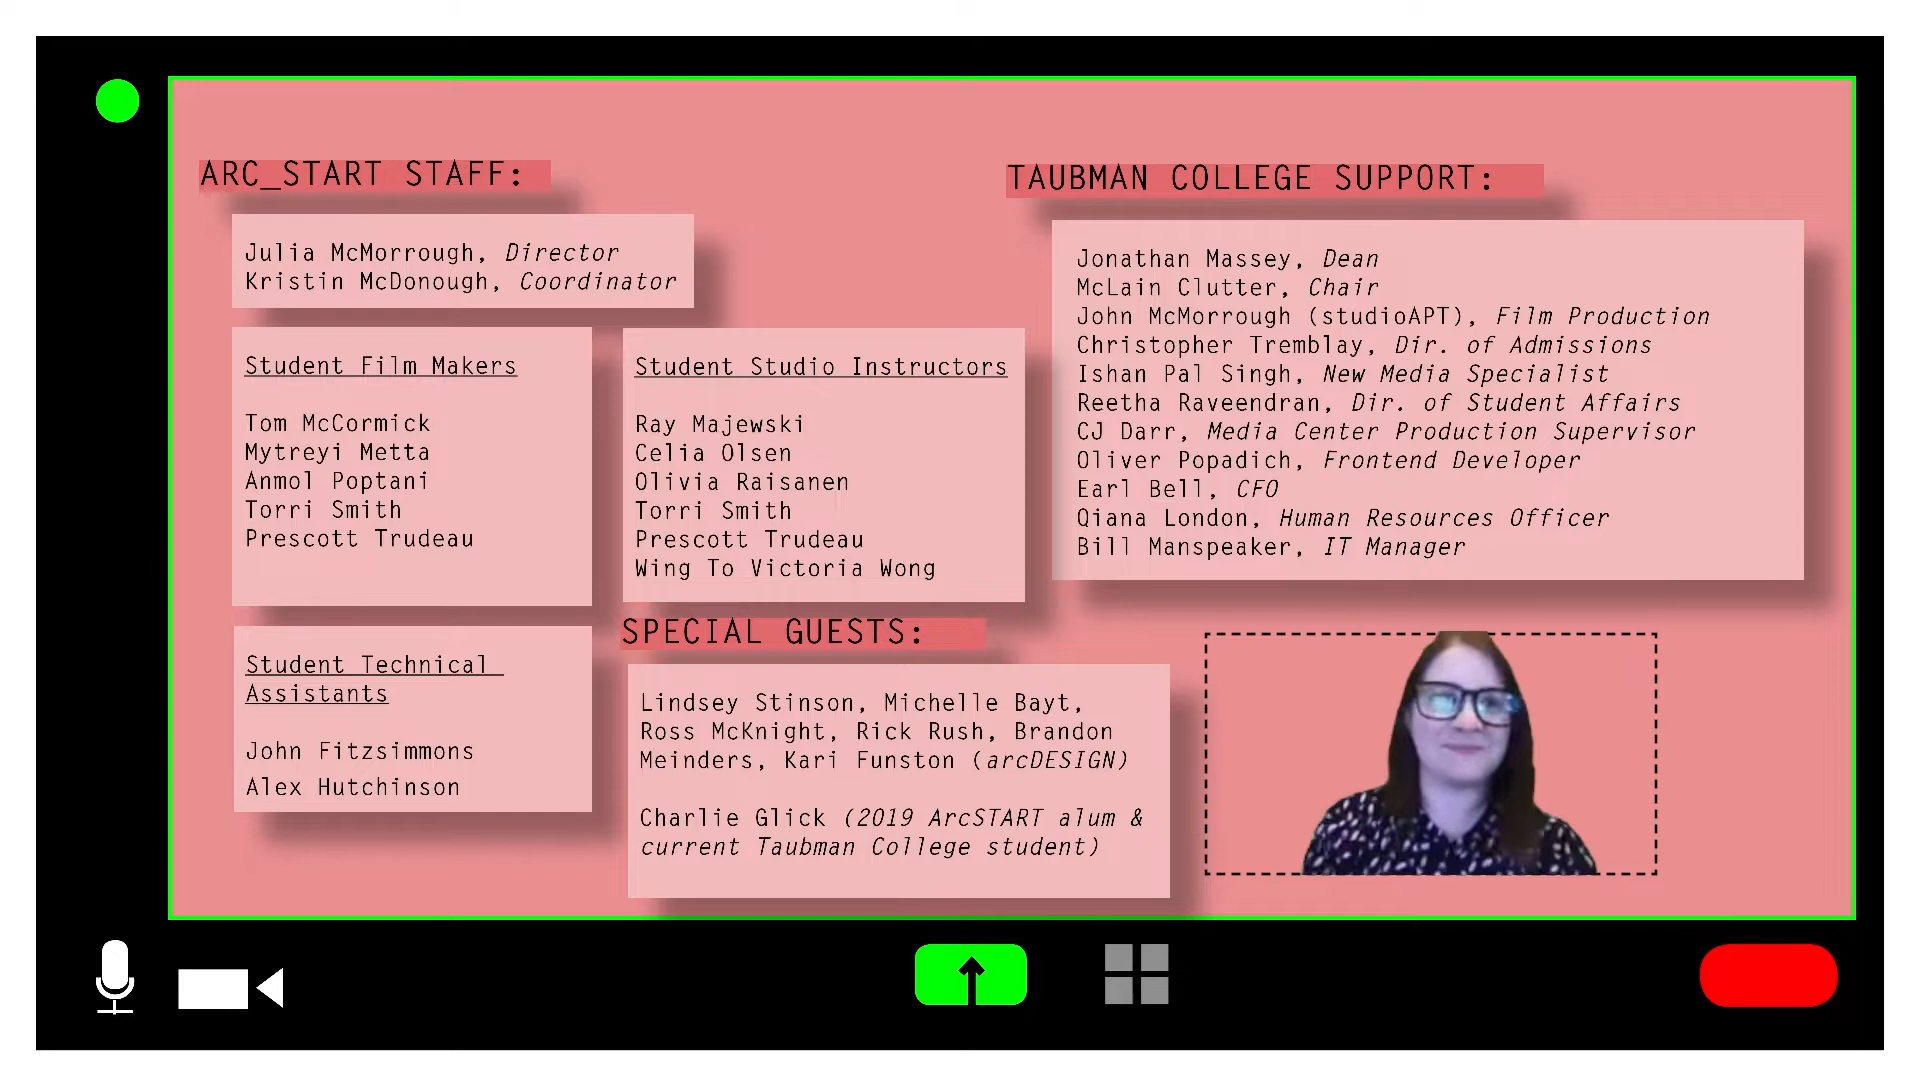 ARC_START STAFF:
Julia McMorrough, Director
Kristin McDonough, Coordinator
Student Film Makers
Tom McCormick
Mytreyi Metta
Anmol Poptani
Torri Smith
Prescott Trudeau
Student Technical
Assistants
John Fitzsimmons
Alex Hutchinson
Student Studio Instructors
Ray Majewski
Celia Olsen
Olivia Raisanen
Torri Smith
Prescott Trudeau
Wing To Victoria Wong
SPECIAL GUESTS:
Lindsey Stinson, Michelle Bayt,
Ross McKnight, Rick Rush, Brandon
Meinders, Kari Funston (arcDESIGN)
Charlie Glick (2019 ArcSTART alum &
current Taubman College student)
TAUBMAN COLLEGE SUPPORT:
Jonathan Massey, Dean
McLain Clutter, Chair
John McMorrough (studioAPT), Film Production
Christopher Tremblay, Dir. of Admissions
Ishan Pal Singh, New Media Specialist
Reetha Raveendran, Dir. of Student Affairs
CJ Darr, Media Center Production Supervisor
Oliver Popadich, Frontend Developer
Earl Bell, CFO
Qiana London, Human Resources Officer
Bill Manspeaker, IT Manager